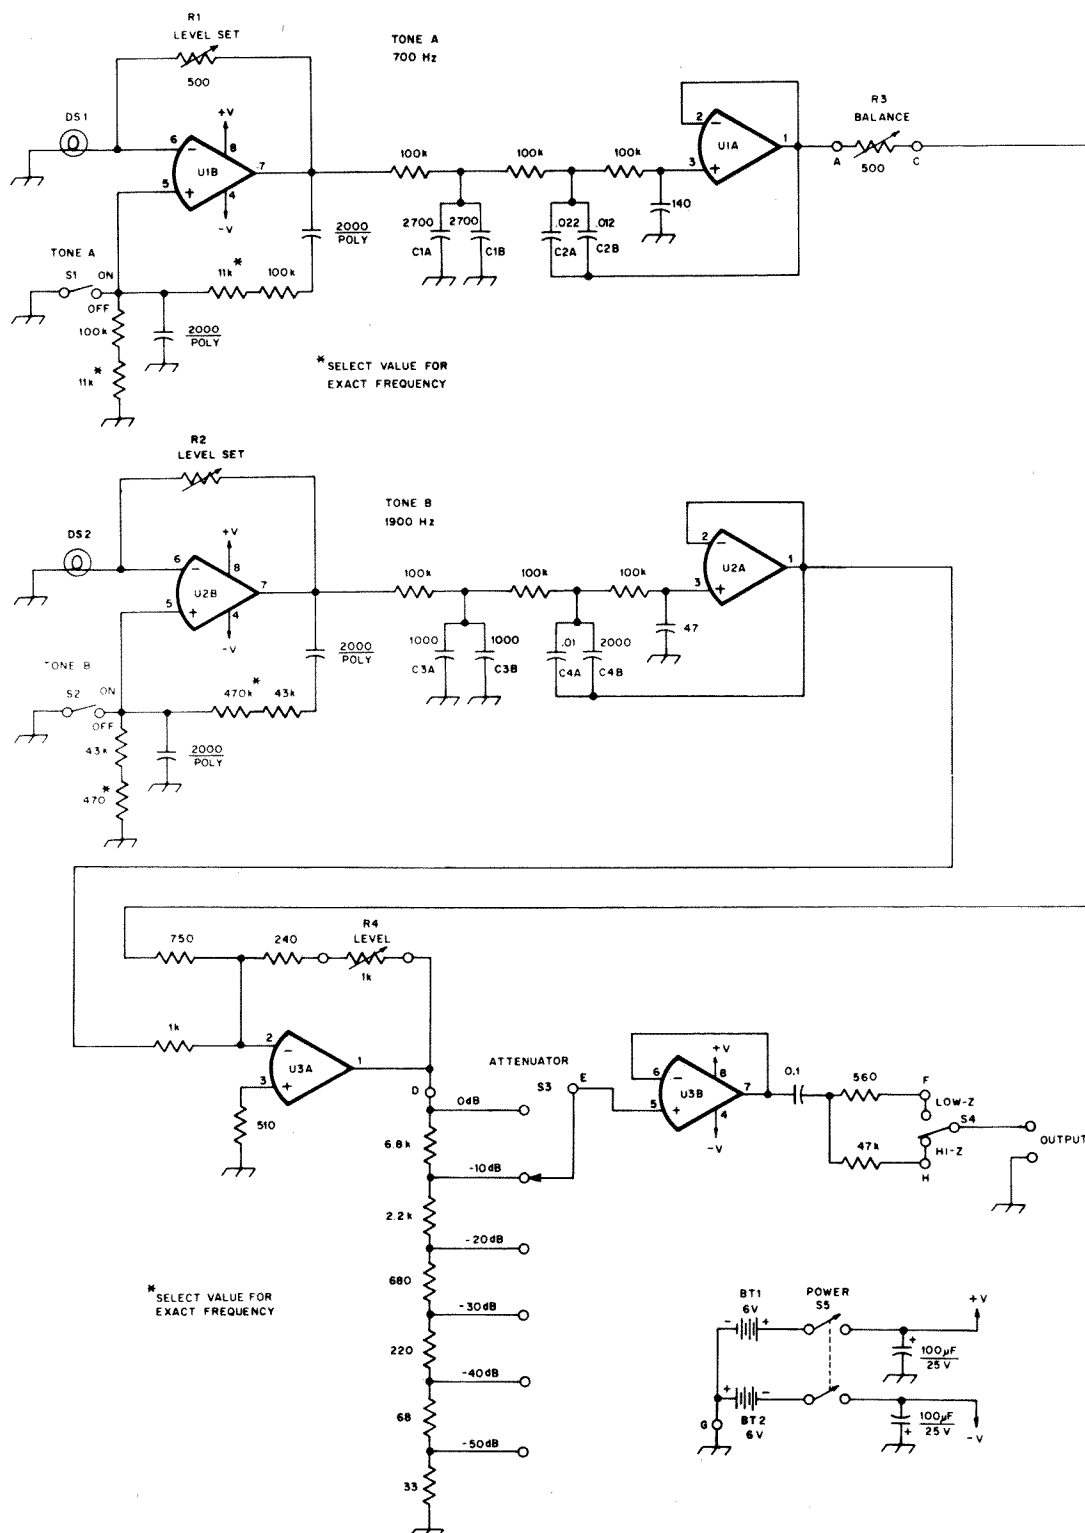 R1
LEVEL SET
500
TONE A
700 Hz
DS1
+V
6
8
−
U1B
7
5
+
4
−V
100k
100k
100k
2
−
U1A
1
3
+
R3
BALANCE
A
500
C
2000
POLY
2700
2700
C1A
C1B
.022
.012
C2A
C2B
140
TONE A
S1
ON
OFF
11k*
100k
100k
2000
POLY
11k*
*SELECT VALUE FOR
EXACT FREQUENCY
R2
LEVEL SET
TONE B
1900 Hz
DS2
+V
6
8
−
U2B
7
5
+
4
−V
100k
100k
100k
2
−
U2A
1
3
+
2000
POLY
1000
1000
C3A
C3B
.01
2000
C4A
C4B
47
TONE B
S2
ON
OFF
470k*
43k
43k
2000
POLY
470*
750
240
R4
LEVEL
1k
1k
2
−
U3A
1
3
+
510
D
ATTENUATOR
S3
E
0dB
6.8k
-10dB
2.2k
-20dB
680
-30dB
220
-40dB
68
-50dB
33
+V
6
8
−
U3B
7
5
+
4
−V
0.1
560
F
LOW-Z
S4
47k
HI-Z
H
OUTPUT
*SELECT VALUE FOR
EXACT FREQUENCY
BT1
6V
− +
POWER
S5
+V
+
100µF
25V
+ −
BT2
6V
G
+
100µF
25V
−V